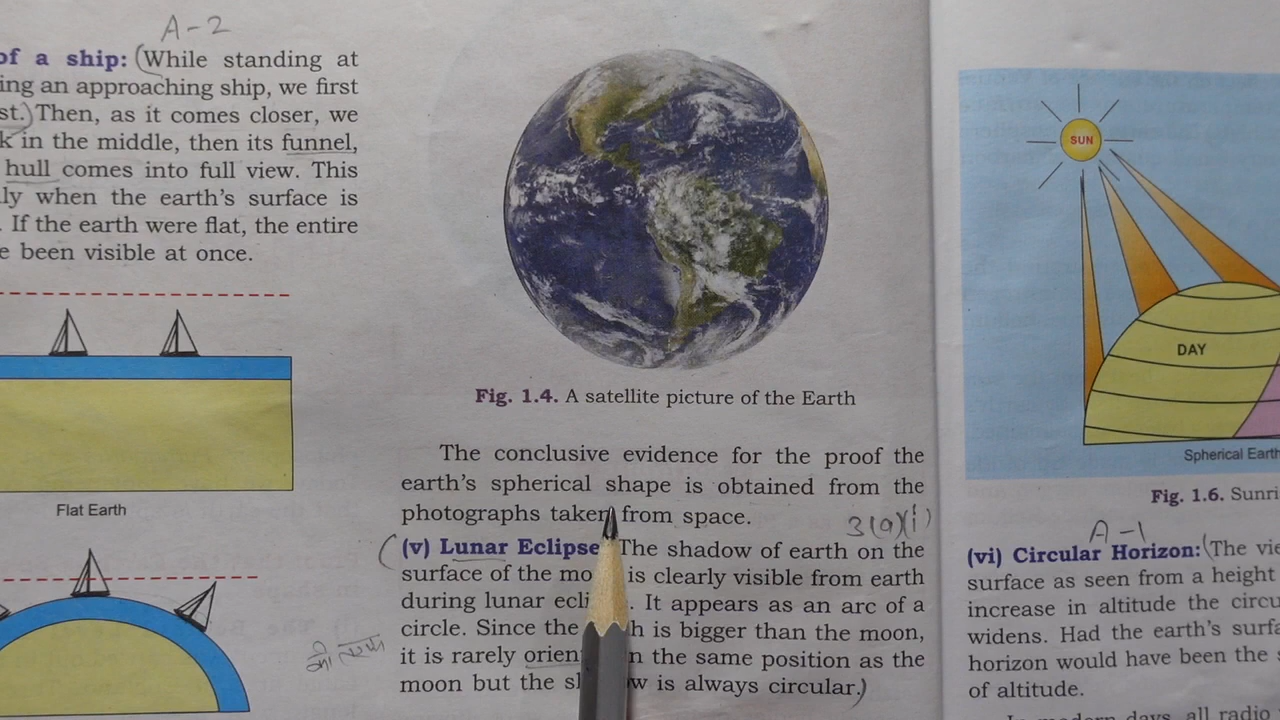 A-2
of a ship: (While standing at
ing an approaching ship, we first
st.) Then, as it comes closer, we
k in the middle, then its funnel,
hull comes into full view. This
ly when the earth's surface is
. If the earth were flat, the entire
e been visible at once.
Flat Earth
Fig. 1.4. A satellite picture of the Earth
The conclusive evidence for the proof the
earth's spherical shape is obtained from the
photographs taken from space.
3(a)(i)
(v) Lunar Eclipse The shadow of earth on the
surface of the mo is clearly visible from earth
during lunar ecli . It appears as an arc of a
circle. Since the h is bigger than the moon,
it is rarely orien n the same position as the
moon but the sh w is always circular.)
SUN
DAY
Spherical Earth
Fig. 1.6. Sunri
A-1
(vi) Circular Horizon: (The vie
surface as seen from a height
increase in altitude the circu
widens. Had the earth's surfa
horizon would have been the s
of altitude.
In modern days, all radio